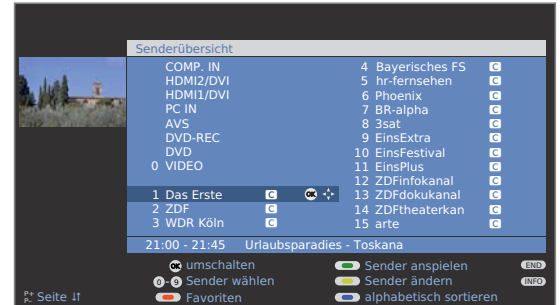 Senderübersicht
COMP. IN
HDMI2/DVI
HDMI1/DVI
PC IN
AVS
DVD-REC
DVD
0 VIDEO
1 Das Erste C OK
2 ZDF C
3 WDR Köln C
4 Bayerisches FS C
5 hr-fernsehen C
6 Phoenix C
7 BR-alpha C
8 3sat C
9 EinsExtra C
10 EinsFestival C
11 EinsPlus C
12 ZDFinfokanal C
13 ZDFdokukanal C
14 ZDFtheaterkan C
15 arte C
21:00 - 21:45 Urlaubsparadies - Toskana
OK umschalten
0-9 Sender wählen
Favoriten
Sender anspielen
Sender ändern
alphabetisch sortieren
END
INFO
P+ P- Seite